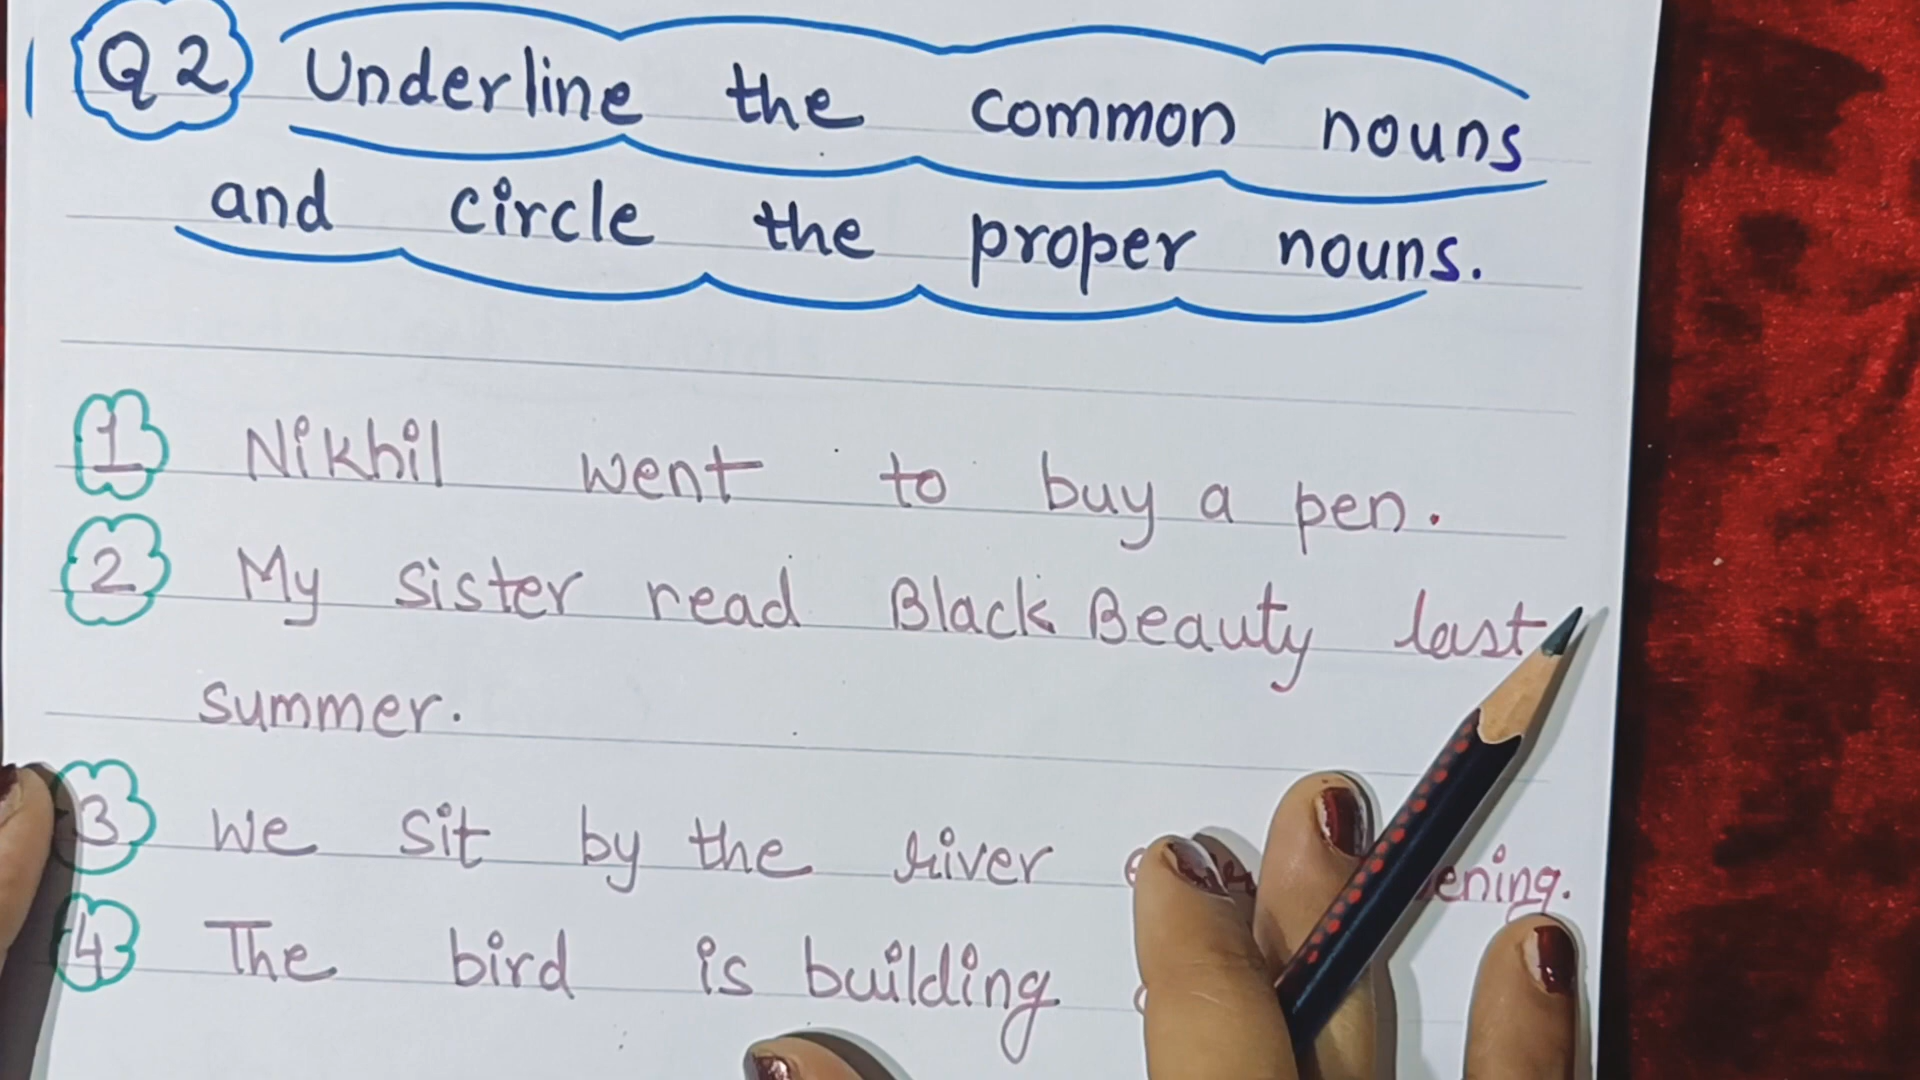 Q2 Underline the common nouns
and circle the proper nouns.
1 Nikhil went to buy a pen.
2 My sister read Black Beauty last
summer.
3 We sit by the river ening.
4 The bird is building